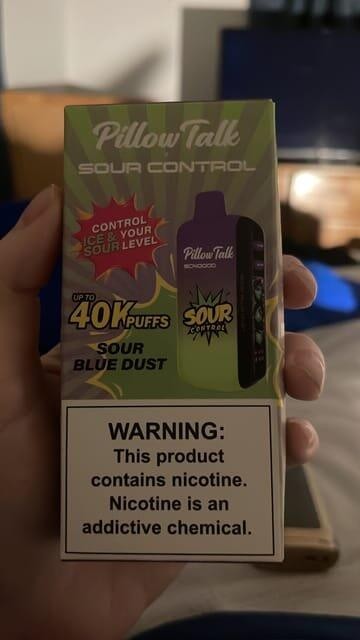 Pillow Talk
SOUR CONTROL
CONTROL
ICE & YOUR
SOUR LEVEL
Pillow Talk
UP TO
40K PUFFS
SOUR
CONTROL
SOUR
BLUE DUST
WARNING:
This product
contains nicotine.
Nicotine is an
addictive chemical.